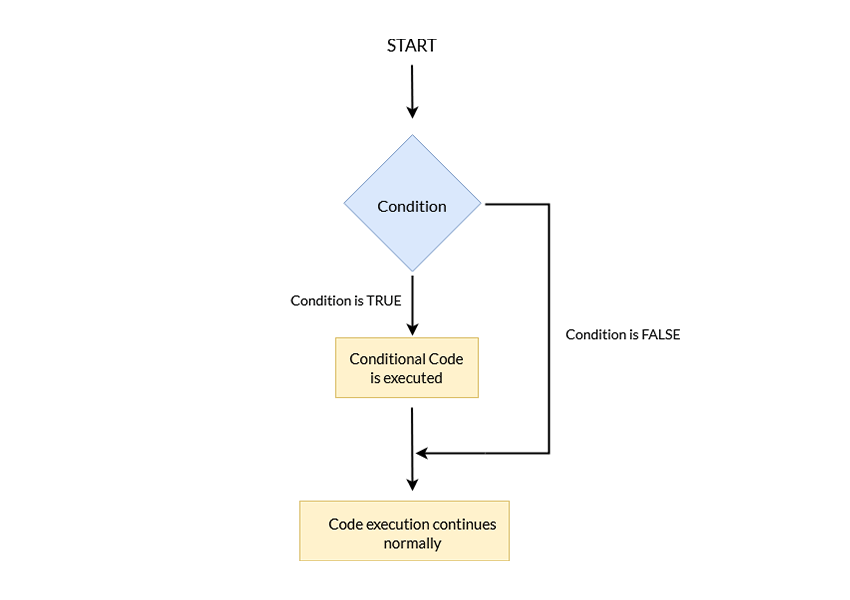 START
Condition
Condition is TRUE
Condition is FALSE
Conditional Code
is executed
Code execution continues
normally